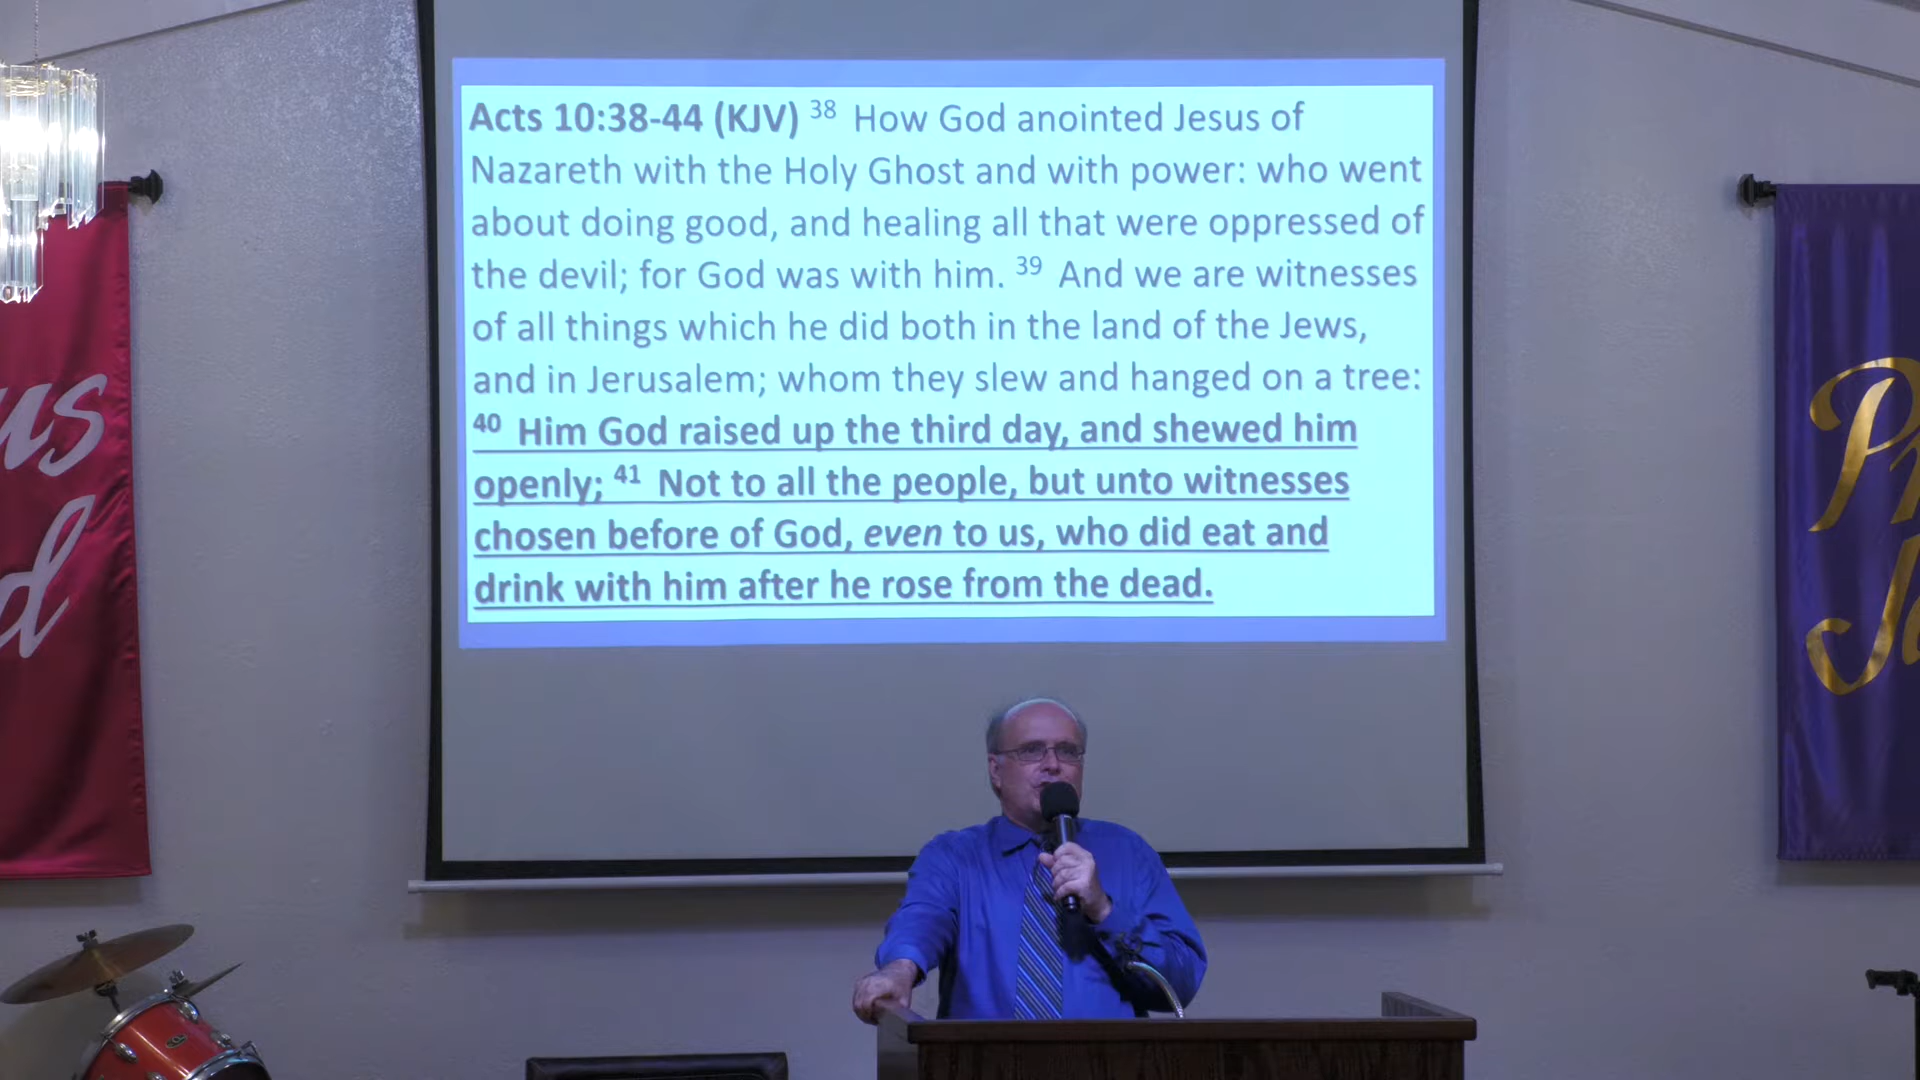 Acts 10:38-44 (KJV) 38 How God anointed Jesus of
Nazareth with the Holy Ghost and with power: who went
about doing good, and healing all that were oppressed of
the devil; for God was with him. 39 And we are witnesses
of all things which he did both in the land of the Jews,
and in Jerusalem; whom they slew and hanged on a tree:
40 Him God raised up the third day, and shewed him
openly; 41 Not to all the people, but unto witnesses
chosen before of God, even to us, who did eat and
drink with him after he rose from the dead.
us
d